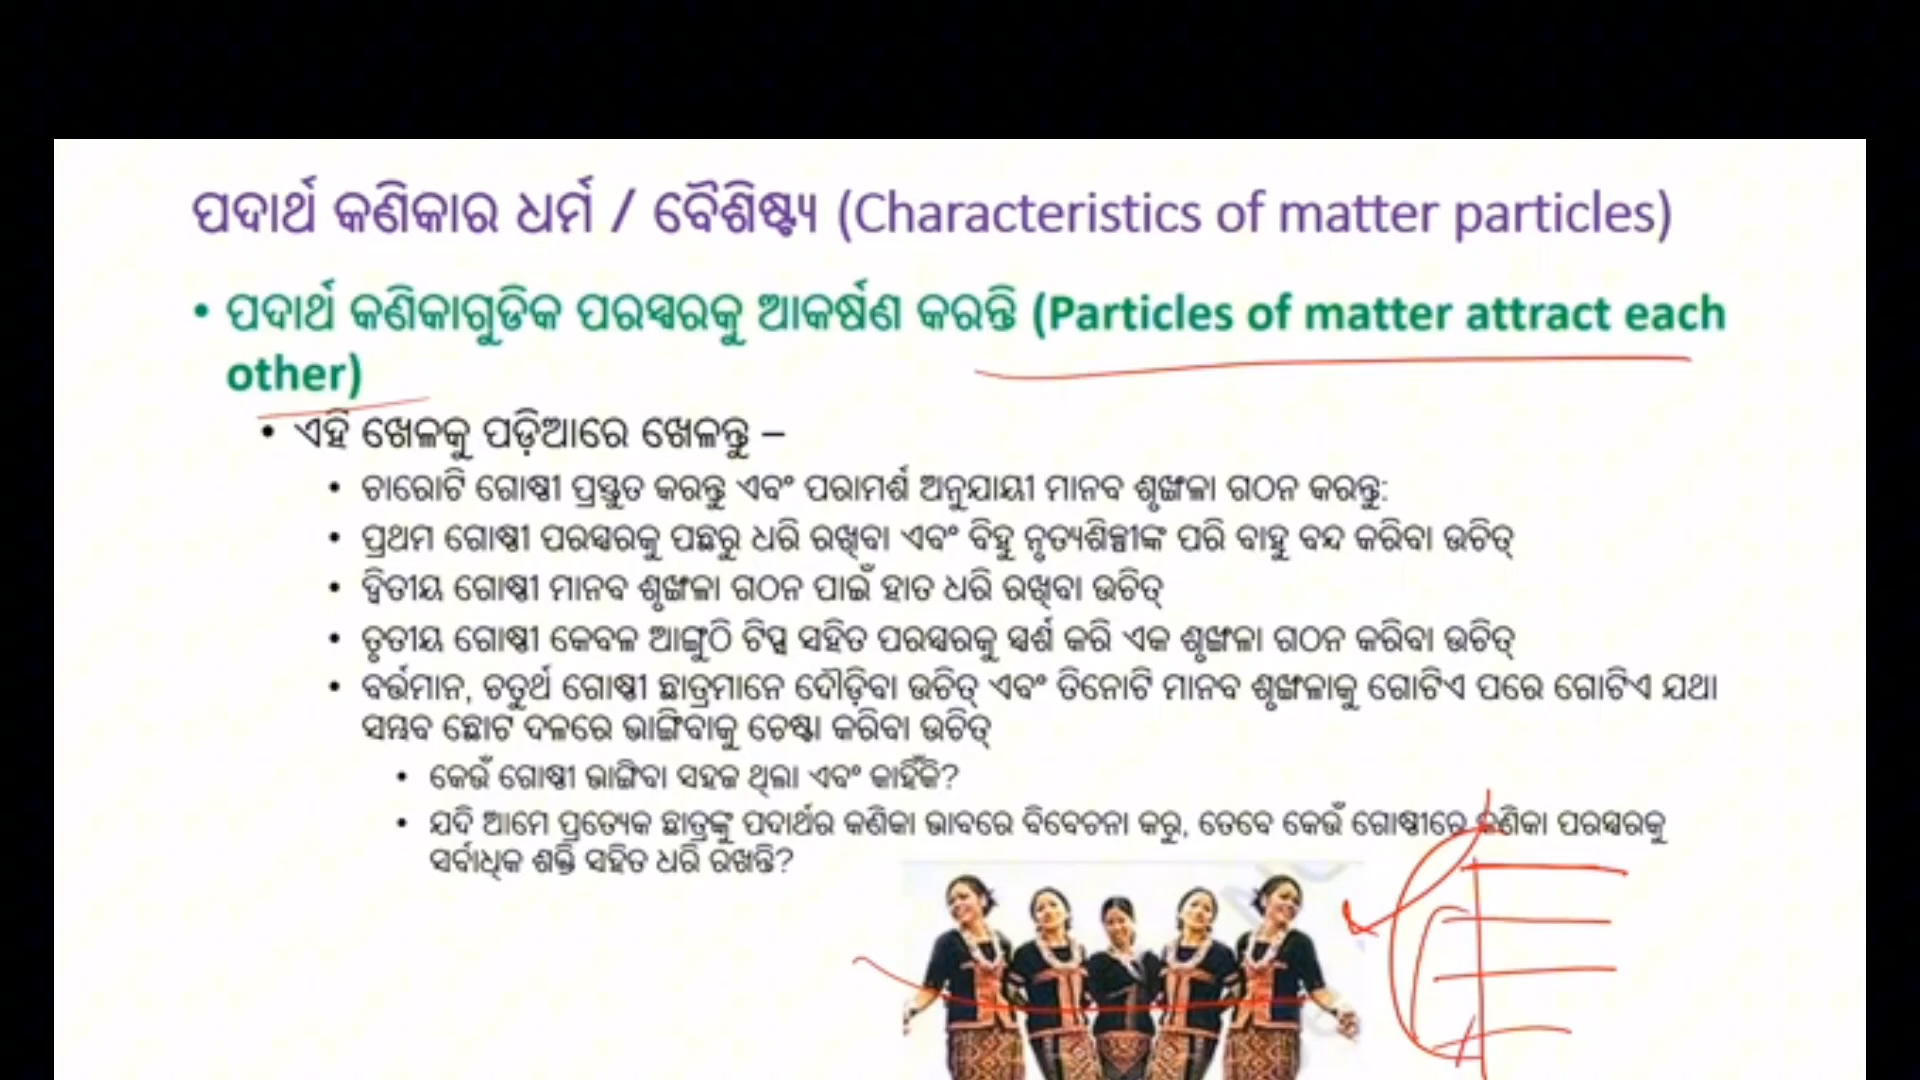 ପଦାର୍ଥ କଣିକାର ଧର୍ମ / ବୈଶିଷ୍ଟ୍ୟ (Characteristics of matter particles)
• ପଦାର୍ଥ କଣିକାଗୁଡିକ ପରସ୍ପରକୁ ଆକର୍ଷଣ କରନ୍ତି (Particles of matter attract each
other)
• ଏହି ଖେଳକୁ ପଡ଼ିଆରେ ଖେଳନ୍ତୁ –
• ଚାରୋଟି ଗୋଷ୍ଠୀ ପ୍ରସ୍ତୁତ କରନ୍ତୁ ଏବଂ ପରାମର୍ଶ ଅନୁଯାୟୀ ମାନବ ଶୃଙ୍ଖଳା ଗଠନ କରନ୍ତୁ:
• ପ୍ରଥମ ଗୋଷ୍ଠୀ ପରସ୍ପରକୁ ପଛରୁ ଧରି ରଖିବା ଏବଂ ବିହୁ ନୃତ୍ୟଶିଳ୍ପୀଙ୍କ ପରି ବାହୁ ବନ୍ଦ କରିବା ଉଚିତ୍
• ଦ୍ୱିତୀୟ ଗୋଷ୍ଠୀ ମାନବ ଶୃଙ୍ଖଳା ଗଠନ ପାଇଁ ହାତ ଧରି ରଖିବା ଉଚିତ୍
• ତୃତୀୟ ଗୋଷ୍ଠୀ କେବଳ ଆଙ୍ଗୁଠି ଟିପ୍ସ ସହିତ ପରସ୍ପରକୁ ସ୍ପର୍ଶ କରି ଏକ ଶୃଙ୍ଖଳା ଗଠନ କରିବା ଉଚିତ୍
• ବର୍ତ୍ତମାନ, ଚତୁର୍ଥ ଗୋଷ୍ଠୀ ଛାତ୍ରମାନେ ଦୌଡ଼ିବା ଉଚିତ୍ ଏବଂ ତିନୋଟି ମାନବ ଶୃଙ୍ଖଳାକୁ ଗୋଟିଏ ପରେ ଗୋଟିଏ ଯଥା
ସମ୍ଭବ ଛୋଟ ଦଳରେ ଭାଙ୍ଗିବାକୁ ଚେଷ୍ଟା କରିବା ଉଚିତ୍
• କେଉଁ ଗୋଷ୍ଠୀ ଭାଙ୍ଗିବା ସହଜ ଥିଲା ଏବଂ କାହିଁକି?
• ଯଦି ଆମେ ପ୍ରତ୍ୟେକ ଛାତ୍ରଙ୍କୁ ପଦାର୍ଥର କଣିକା ଭାବରେ ବିବେଚନା କରୁ, ତେବେ କେଉଁ ଗୋଷ୍ଠୀରେ କଣିକା ପରସ୍ପରକୁ
ସର୍ବାଧିକ ଶକ୍ତି ସହିତ ଧରି ରଖନ୍ତି?